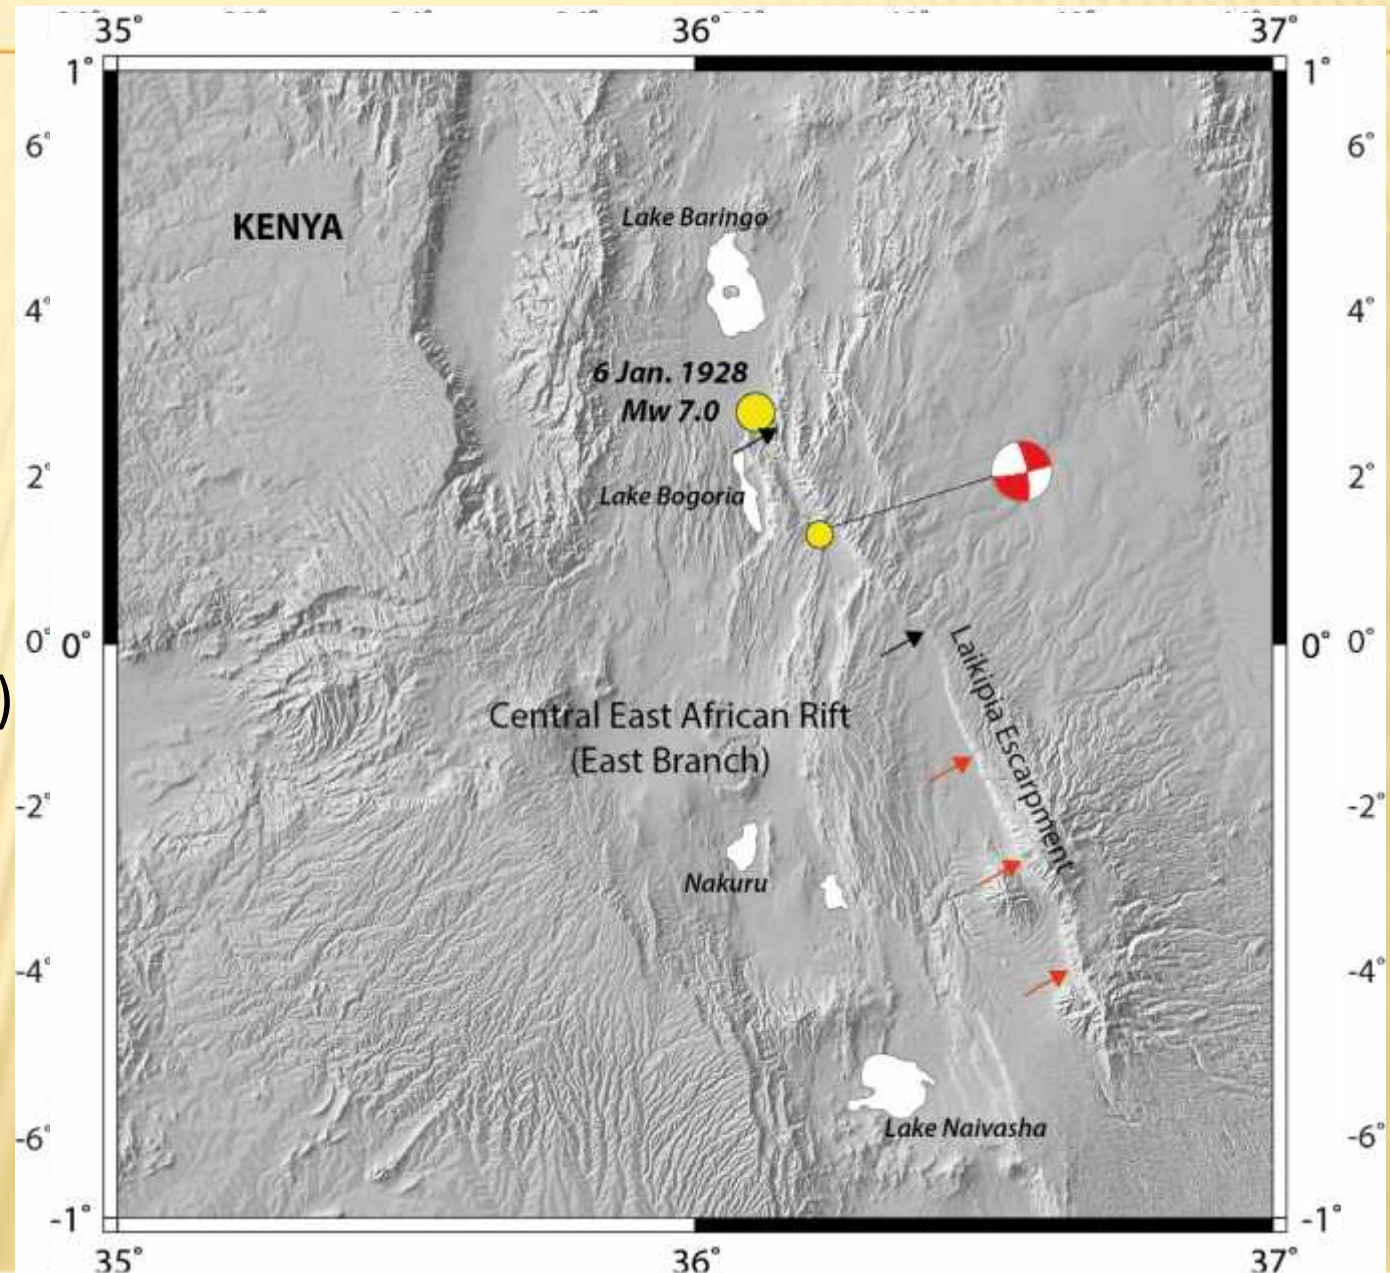 35° 36° 37°
1° 1°
6° 6°
KENYA
Lake Baringo
4° 4°
6 Jan. 1928
Mw 7.0
2° 2°
Lake Bogoria
0° 0° 0° 0°
Laikipia Escarpment
)
Central East African Rift
(East Branch)
-2° -2°
Nakuru
-4° -4°
Lake Naivasha
-6° -6°
-1° -1°
35° 36° 37°